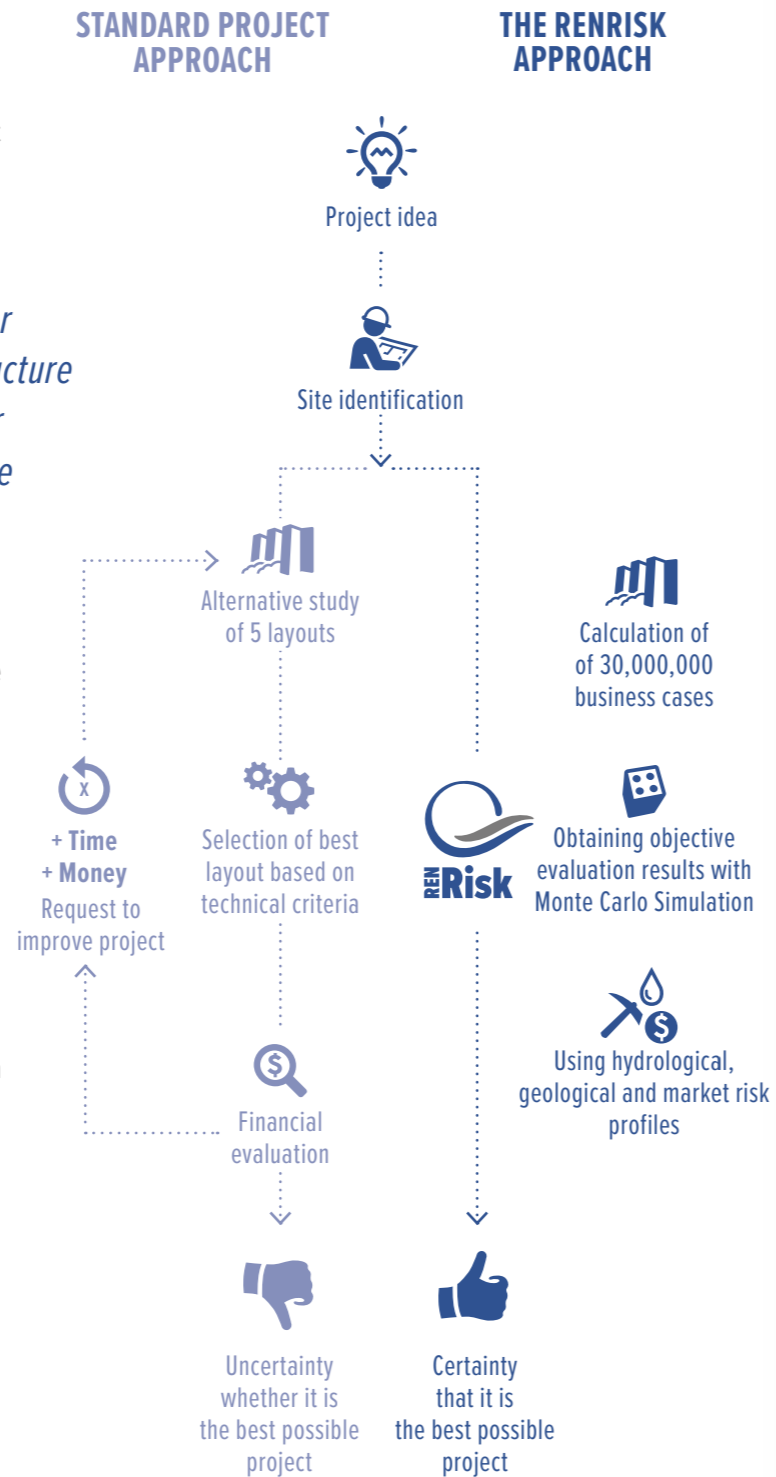 STANDARD PROJECT
APPROACH
THE RENRISK
APPROACH
Project idea
Site identification
Alternative study
of 5 layouts
Calculation of
of 30,000,000
business cases
X
+ Time
+ Money
Request to
improve project
Selection of best
layout based on
technical criteria
REN
Risk
Obtaining objective
evaluation results with
Monte Carlo Simulation
$
Using hydrological,
geological and market risk
profiles
$
Financial
evaluation
Uncertainty
whether it is
the best possible
project
Certainty
that it is
the best possible
project
r
ucture
r
e